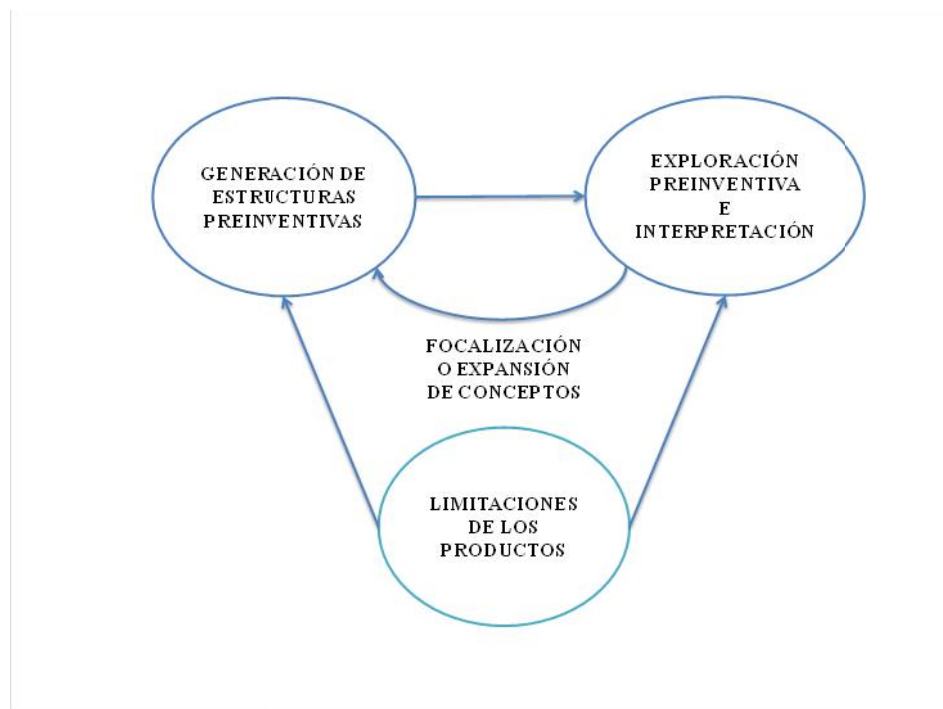 GENERACIÓN DE
ESTRUCTURAS
PREINVENTIVAS
EXPLORACIÓN
PREINVENTIVA
E
INTERPRETACIÓN
FOCALIZACIÓN
O EXPANSIÓN
DE CONCEPTOS
LIMITACIONES
DE LOS
PRODUCTOS